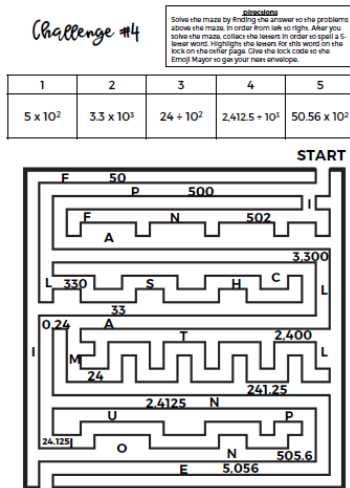 Challenge #4
Directions
Solve the maze by finding the answer to the problems
above the maze, in order from left to right. After you
solve the maze, collect the letters in order to spell a 5-
letter word. Highlight the letters for this word on the
lock on the other page. Give the lock code to the
Emoji Mayor to get your next envelope.
1 2 3 4 5
5 x 10² 3.3 x 10³ 24 ÷ 10² 2,412.5 ÷ 10³ 50.56 x 10²
START
F 50
P 500
I
F N 502
A
3,300
C
L 330 S H L
33
0.24 A
T 2,400
I M L
24
241.25
2.4125 N
U P
24.125 I O N 505.6
E 5,056